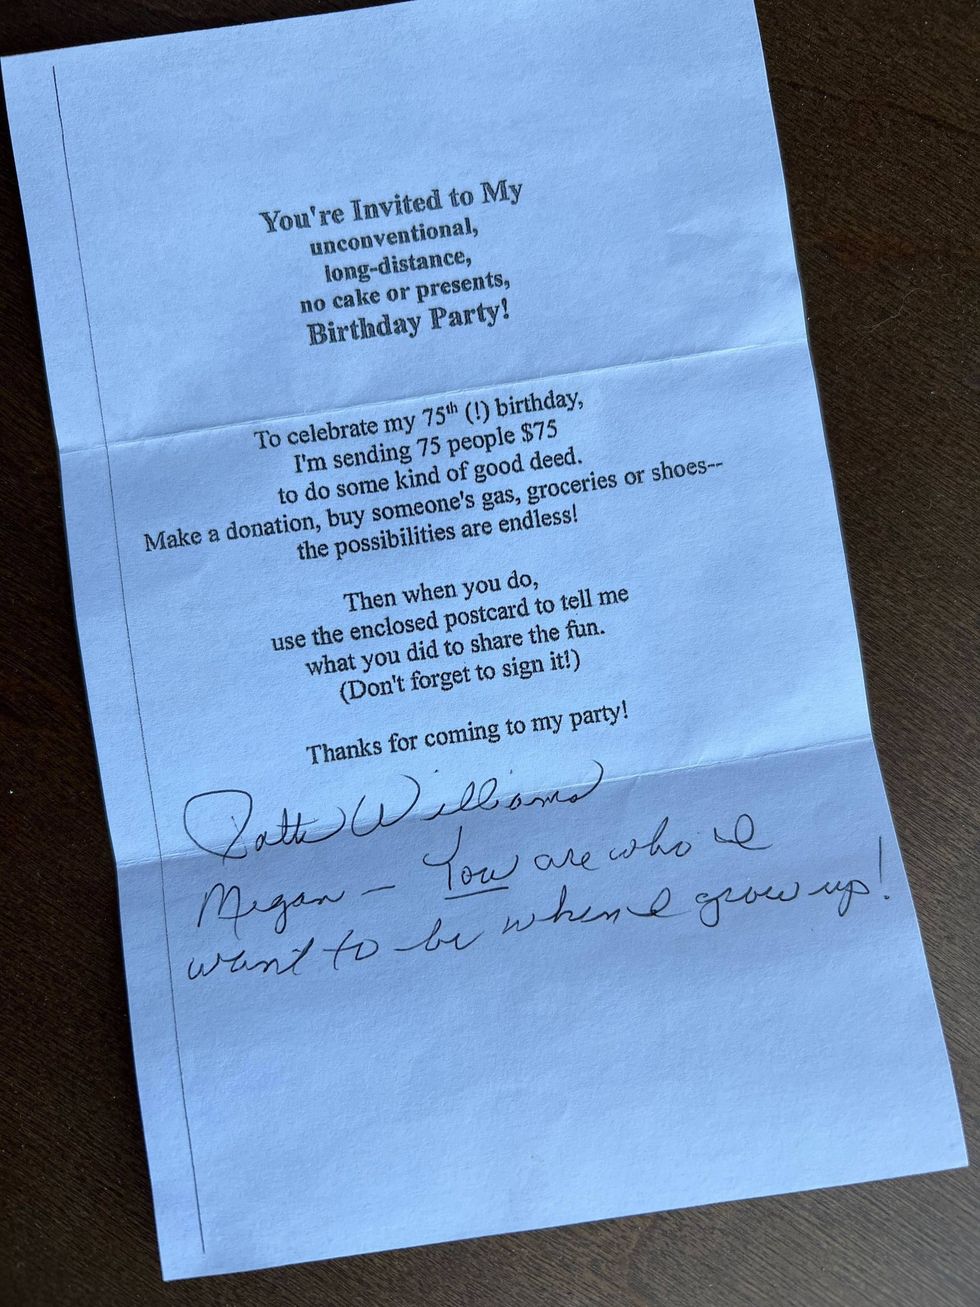 You're Invited to My
unconventional,
long-distance,
no cake or presents,
Birthday Party!
To celebrate my 75th (!) birthday,
I'm sending 75 people $75
to do some kind of good deed.
Make a donation, buy someone's gas, groceries or shoes--
the possibilities are endless!
Then when you do,
use the enclosed postcard to tell me
what you did to share the fun.
(Don't forget to sign it!)
Thanks for coming to my party!
Patti Williams
Megan – You are who I
want to be when I grow up!